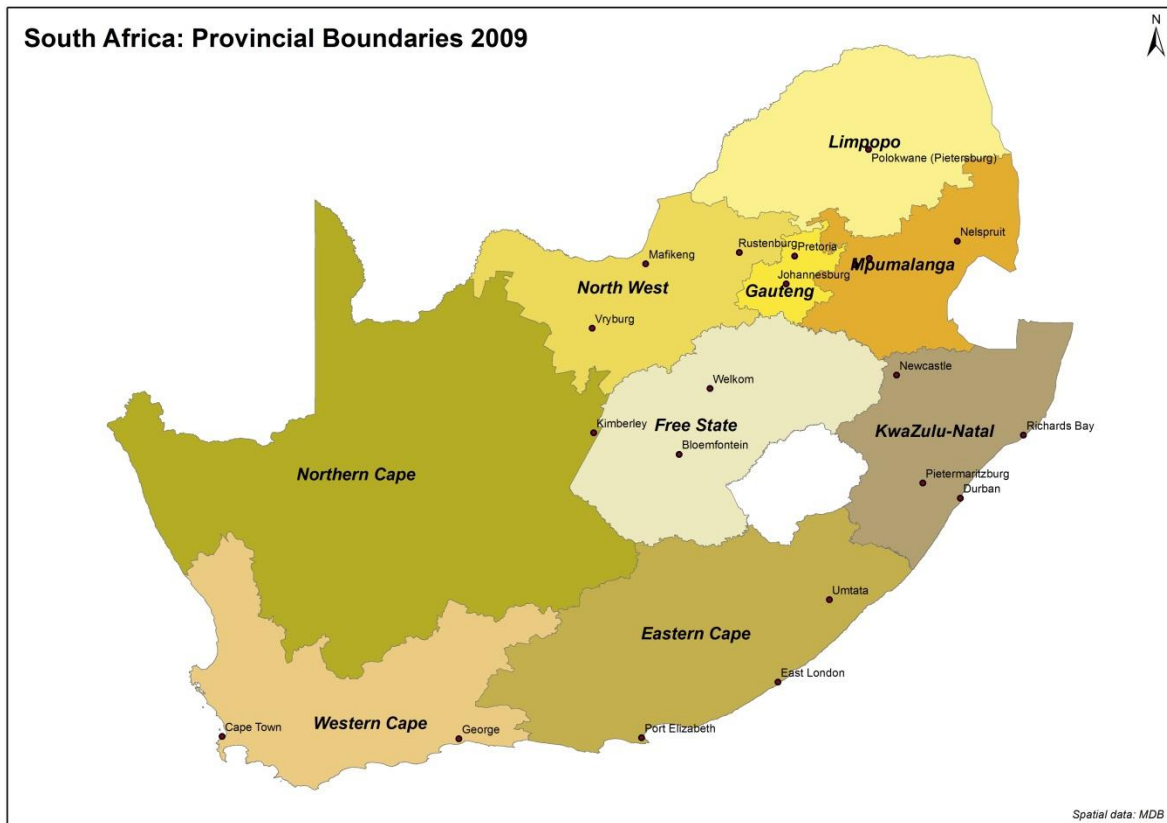 South Africa: Provincial Boundaries 2009
N
Limpopo
Polokwane (Pietersburg)
Nelspruit
Rustenburg
Pretoria
Mafikeng
Mpumalanga
Johannesburg
North West
Gauteng
Vryburg
Newcastle
Welkom
Kimberley
Free State
KwaZulu-Natal
Richards Bay
Bloemfontein
Northern Cape
Pietermaritzburg
Durban
Umtata
Eastern Cape
East London
Western Cape
Cape Town
George
Port Elizabeth
Spatial data: MDB